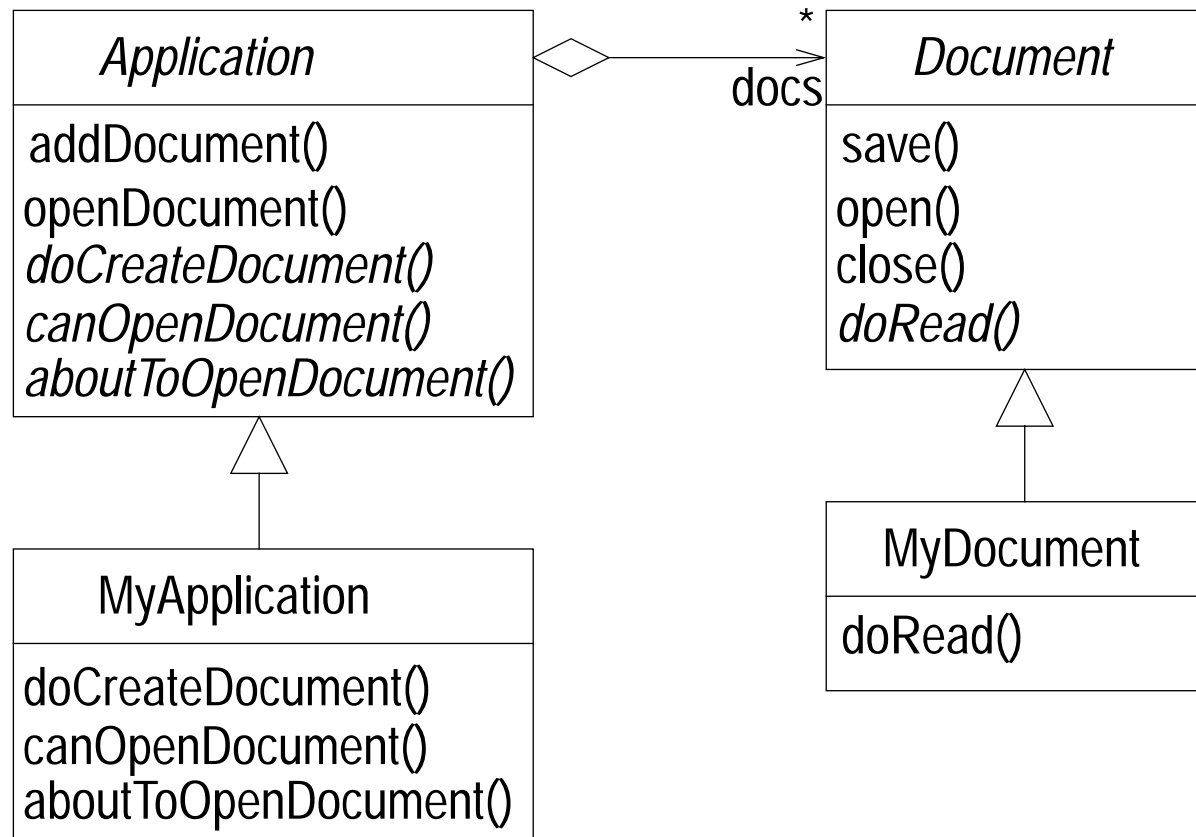 Application
addDocument()
openDocument()
doCreateDocument()
canOpenDocument()
aboutToOpenDocument()
*
docs
Document
save()
open()
close()
doRead()
MyApplication
doCreateDocument()
canOpenDocument()
aboutToOpenDocument()
MyDocument
doRead()